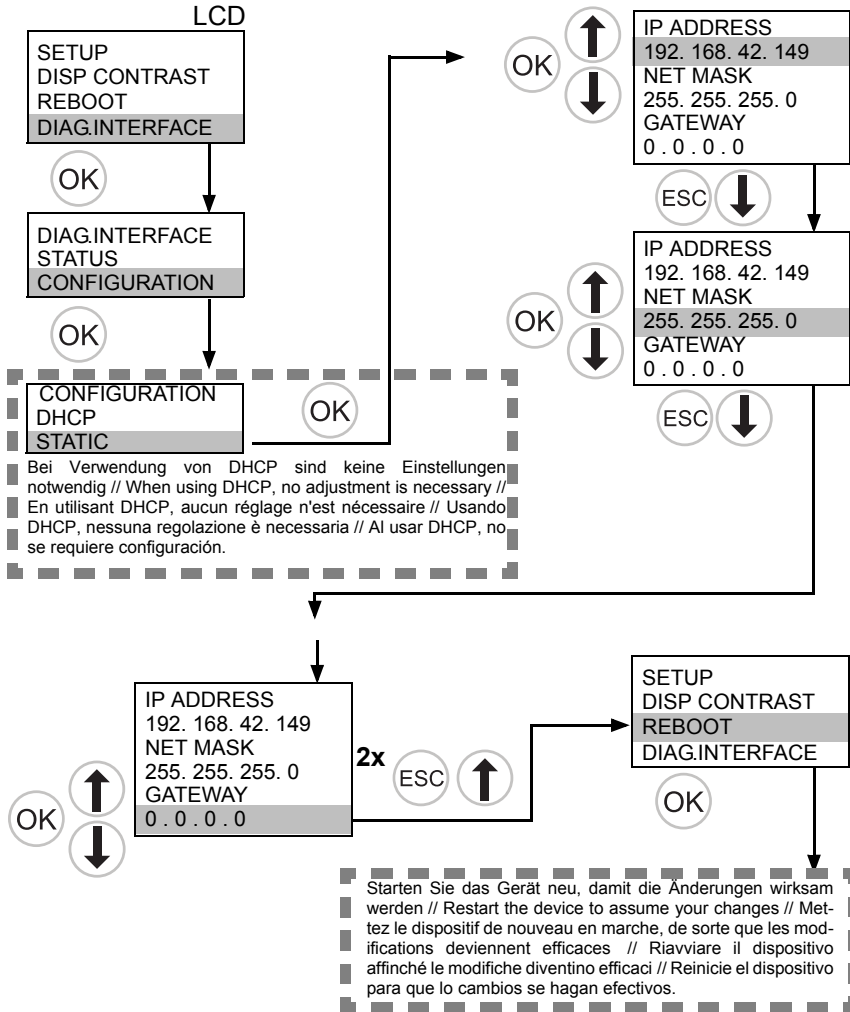 LCD
SETUP
DISP CONTRAST
REBOOT
DIAG.INTERFACE
OK
DIAG.INTERFACE
STATUS
CONFIGURATION
OK
CONFIGURATION
DHCP
STATIC
OK
Bei Verwendung von DHCP sind keine Einstellungen
notwendig // When using DHCP, no adjustment is necessary //
En utilisant DHCP, aucun réglage n'est nécessaire // Usando
DHCP, nessuna regolazione è necessaria // Al usar DHCP, no
se requiere configuración.
OK
IP ADDRESS
192. 168. 42. 149
NET MASK
255. 255. 255. 0
GATEWAY
0 . 0 . 0 . 0
ESC
OK
IP ADDRESS
192. 168. 42. 149
NET MASK
255. 255. 255. 0
GATEWAY
0 . 0 . 0 . 0
ESC
OK
IP ADDRESS
192. 168. 42. 149
NET MASK
255. 255. 255. 0
GATEWAY
0 . 0 . 0 . 0
2x
ESC
SETUP
DISP CONTRAST
REBOOT
DIAG.INTERFACE
OK
Starten Sie das Gerät neu, damit die Änderungen wirksam
werden // Restart the device to assume your changes // Met-
tez le dispositif de nouveau en marche, de sorte que les mod-
ifications deviennent efficaces // Riavviare il dispositivo
affinché le modifiche diventino efficaci // Reinicie el dispositivo
para que lo cambios se hagan efectivos.